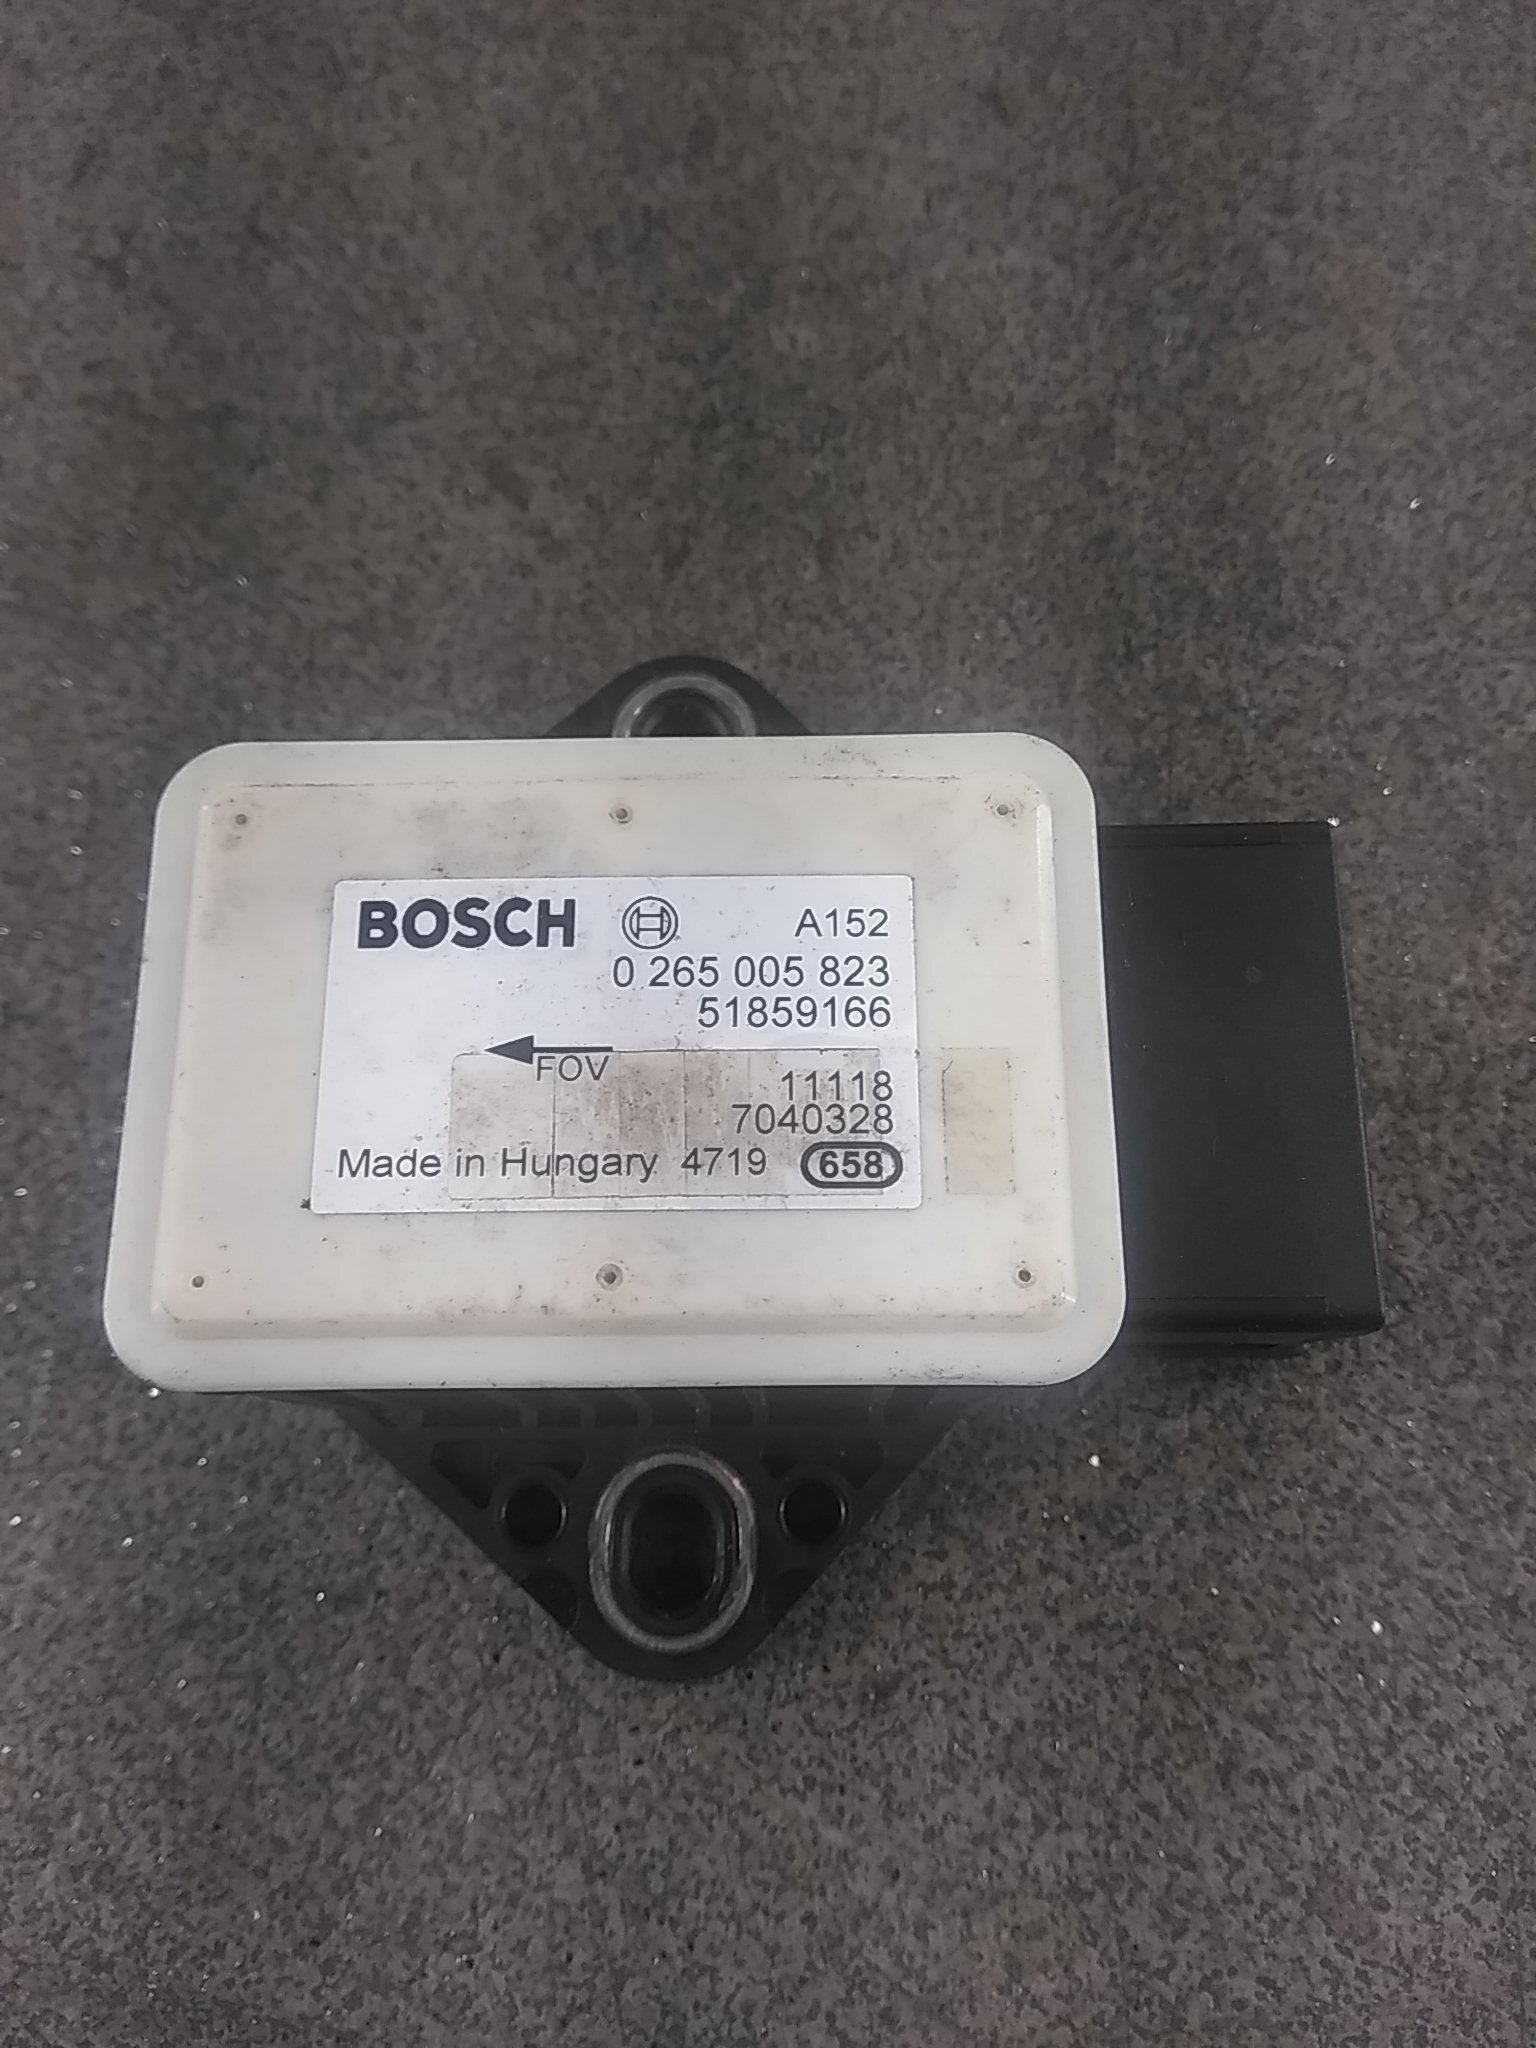 BOSCH A152
0 265 005 823
51859166
FOV
11118
7040328
Made in Hungary 4719 658